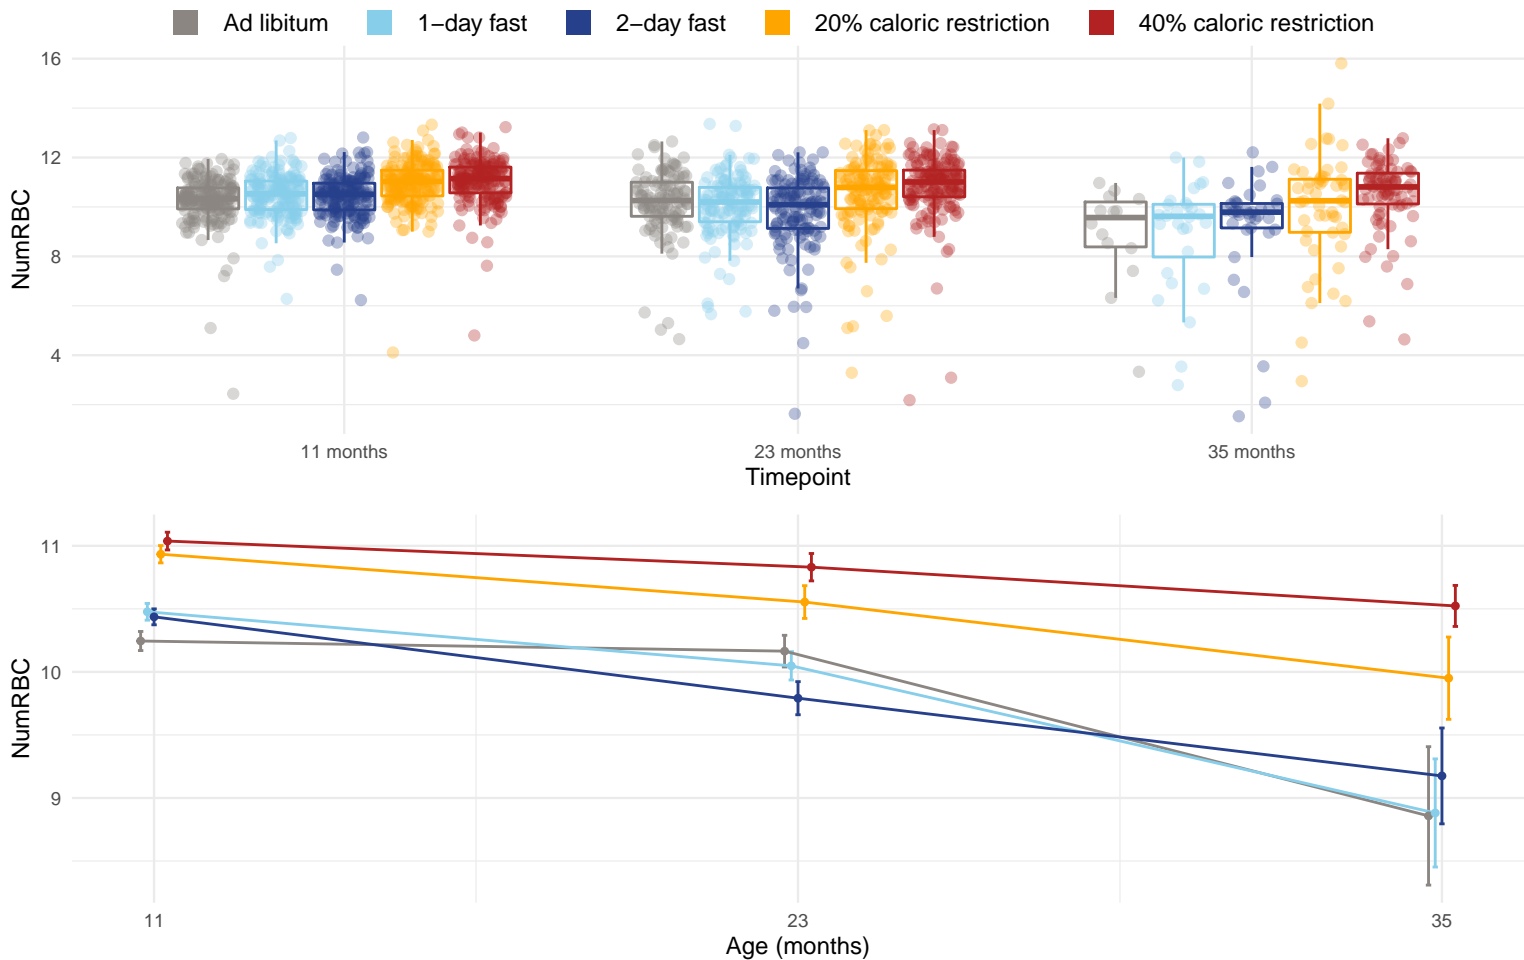 Ad libitum 1−day fast 2−day fast 20% caloric restriction 40% caloric restriction
16
12
8
4
NumRBC
11 months 23 months 35 months
Timepoint
11
10
9
NumRBC
11 23 35
Age (months)